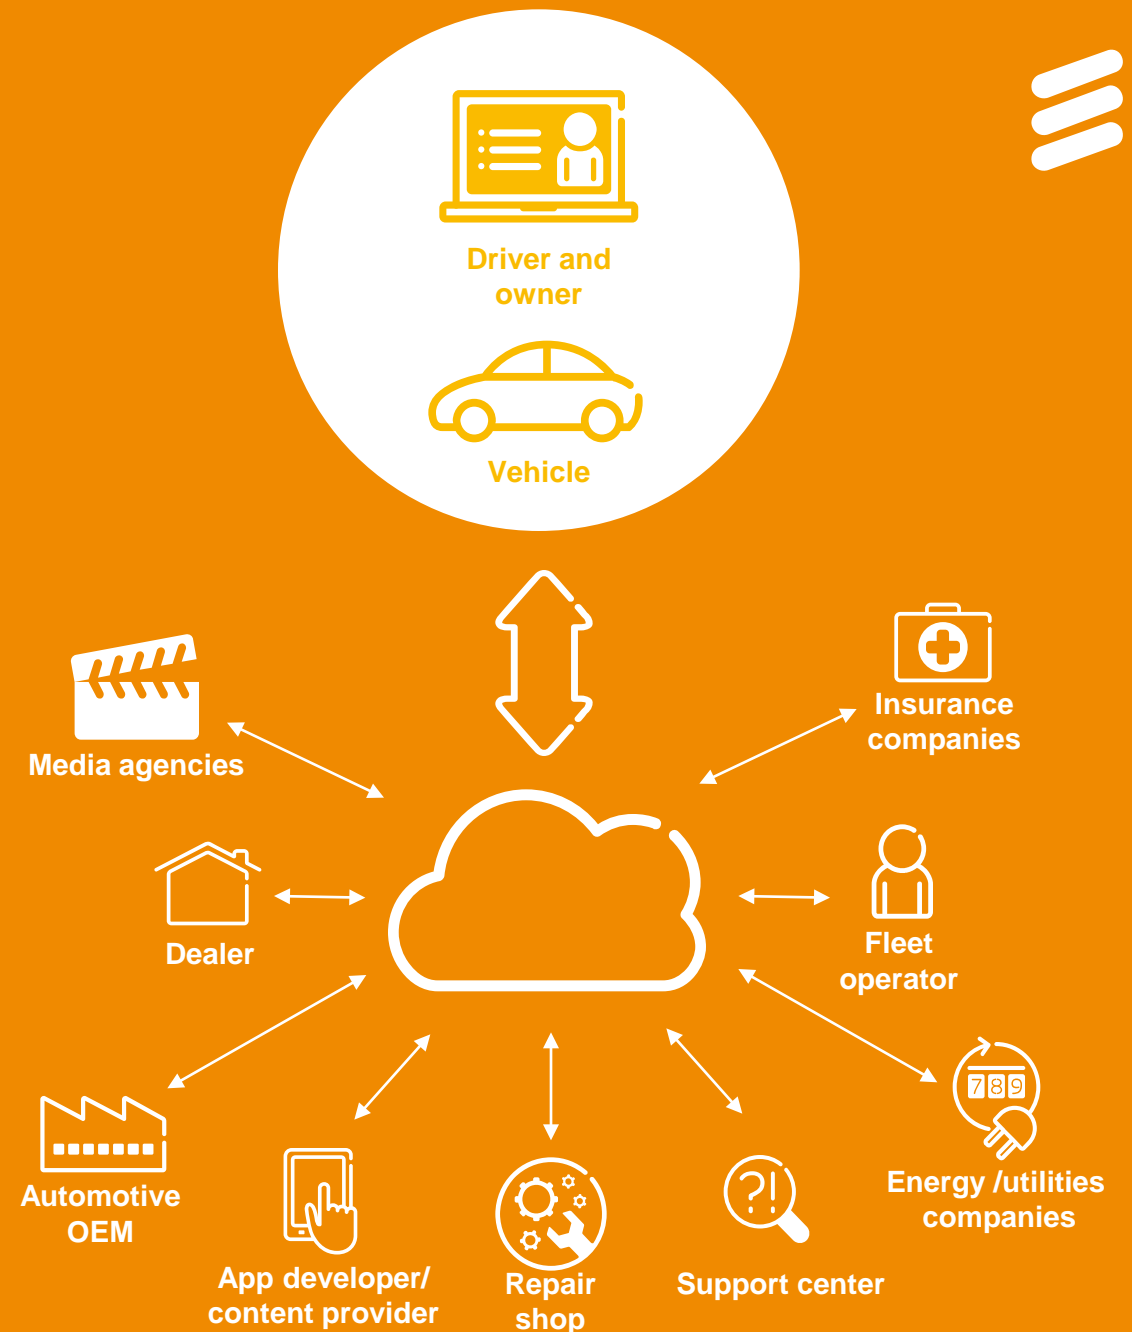 Driver and
owner
Vehicle
Insurance
companies
Media agencies
Fleet
operator
Dealer
789
Energy /utilities
companies
Automotive
OEM
?!
App developer/
content provider
Repair
shop
Support center